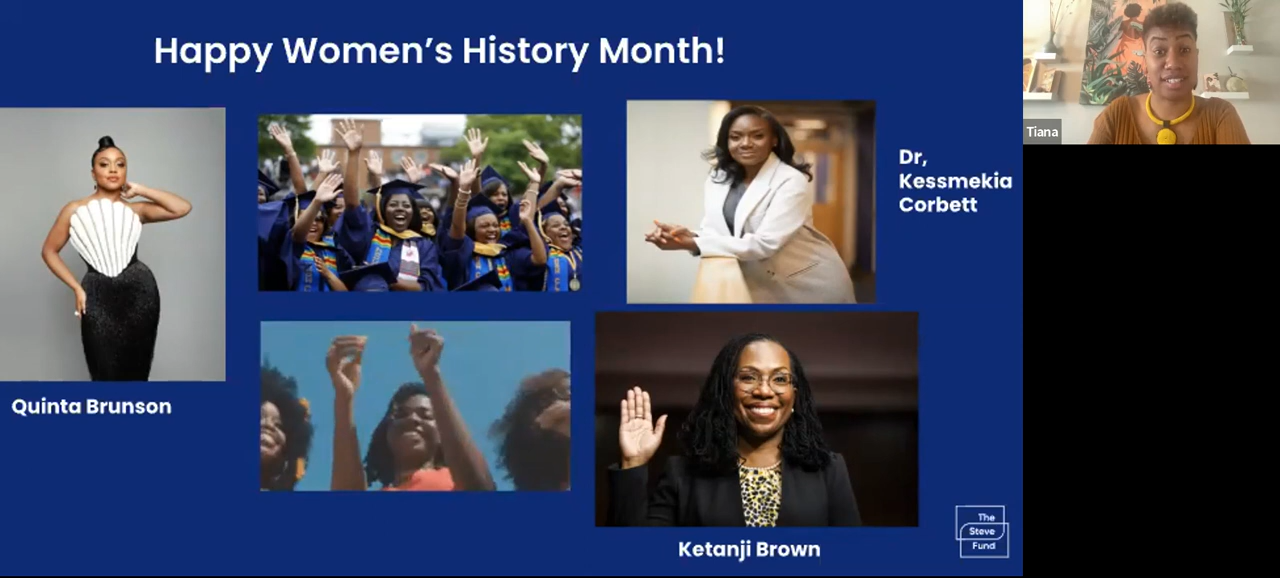 Happy Women's History Month!
Tiana
Dr,
Kessmekia
Corbett
Quinta Brunson
Ketanji Brown
The
Steve
Fund